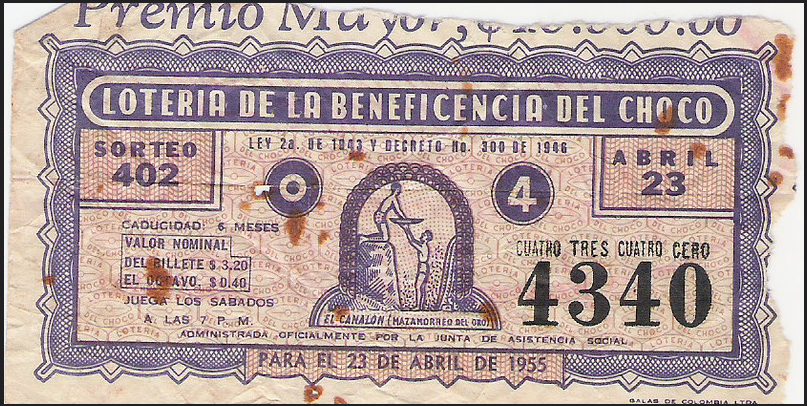 Premio Mayor, $
LOTERIA DE LA BENEFICENCIA DEL CHOCO
LEY 2a. DE 1943 Y DECRETO No. 300 DE 1946
SORTEO
402
ABRIL
23
0
4
CADUCIDAD: 6 MESES
VALOR NOMINAL
DEL BILLETE $ 3,20
EL OCTAVO, $ 0.40
JUEGA LOS SABADOS
A LAS 7 P. M.
CUATRO TRES CUATRO CERO
4340
EL CANALÓN (MAZAMORREO DEL ORO)
ADMINISTRADA OFICIALMENTE POR LA JUNTA DE ASISTENCIA SOCIAL
PARA EL 23 DE ABRIL DE 1955
SALAS DE COLOMBIA LTDA